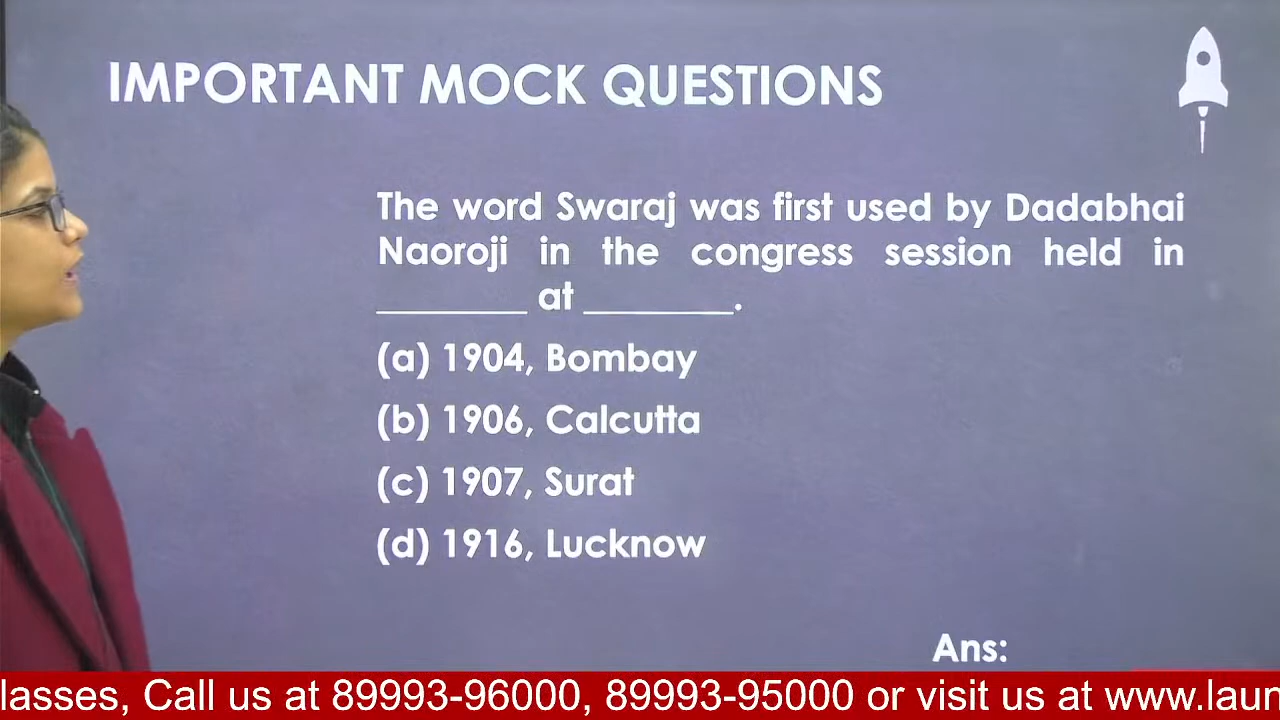 IMPORTANT MOCK QUESTIONS
The word Swaraj was first used by Dadabhai
Naoroji in the congress session held in
________ at ________.
(a) 1904, Bombay
(b) 1906, Calcutta
(c) 1907, Surat
(d) 1916, Lucknow
Ans:
lasses, Call us at 89993-96000, 89993-95000 or visit us at www.laun